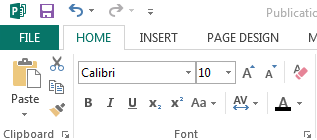 Publicatio
FILE HOME INSERT PAGE DESIGN M
Calibri 10 A A
Paste B I U x₂ x² Aa AV A
Clipboard Font